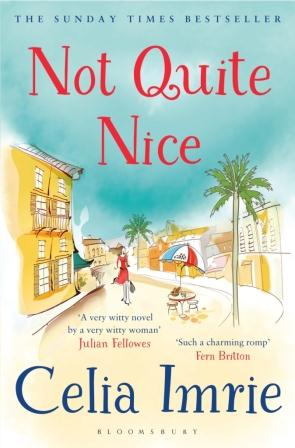 THE SUNDAY TIMES BESTSELLER
Not Quite
Nice
'A very witty novel
by a very witty woman'
Julian Fellowes
'Such a charming romp'
Fern Britton
Celia Imrie
BLOOMSBURY